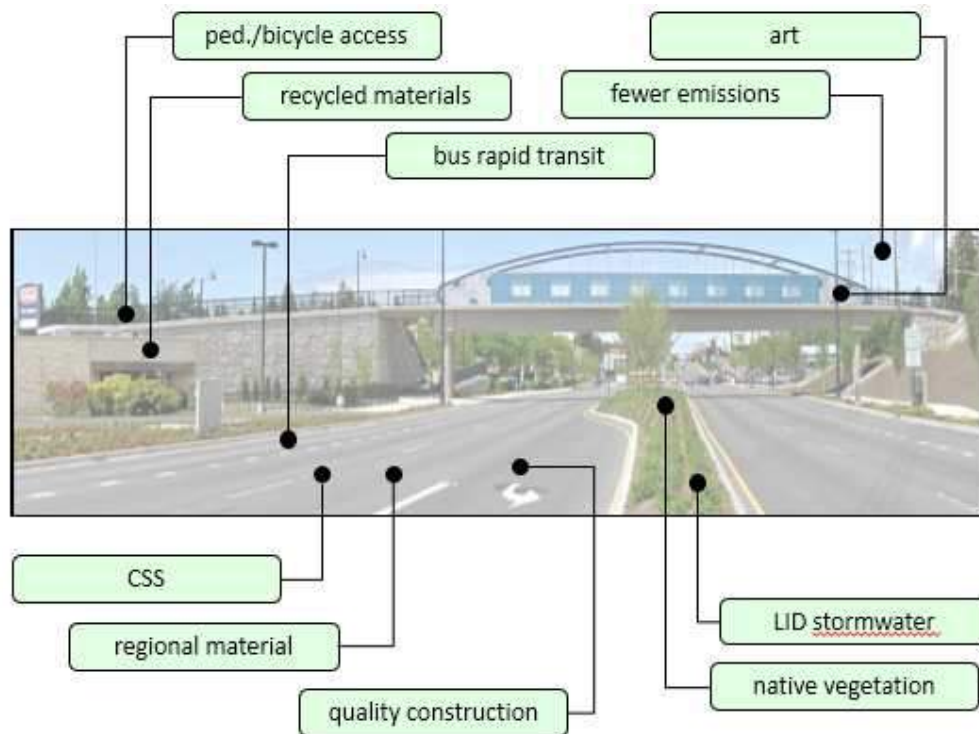 ped./bicycle access
art
recycled materials
fewer emissions
bus rapid transit
CSS
LID stormwater
regional material
native vegetation
quality construction